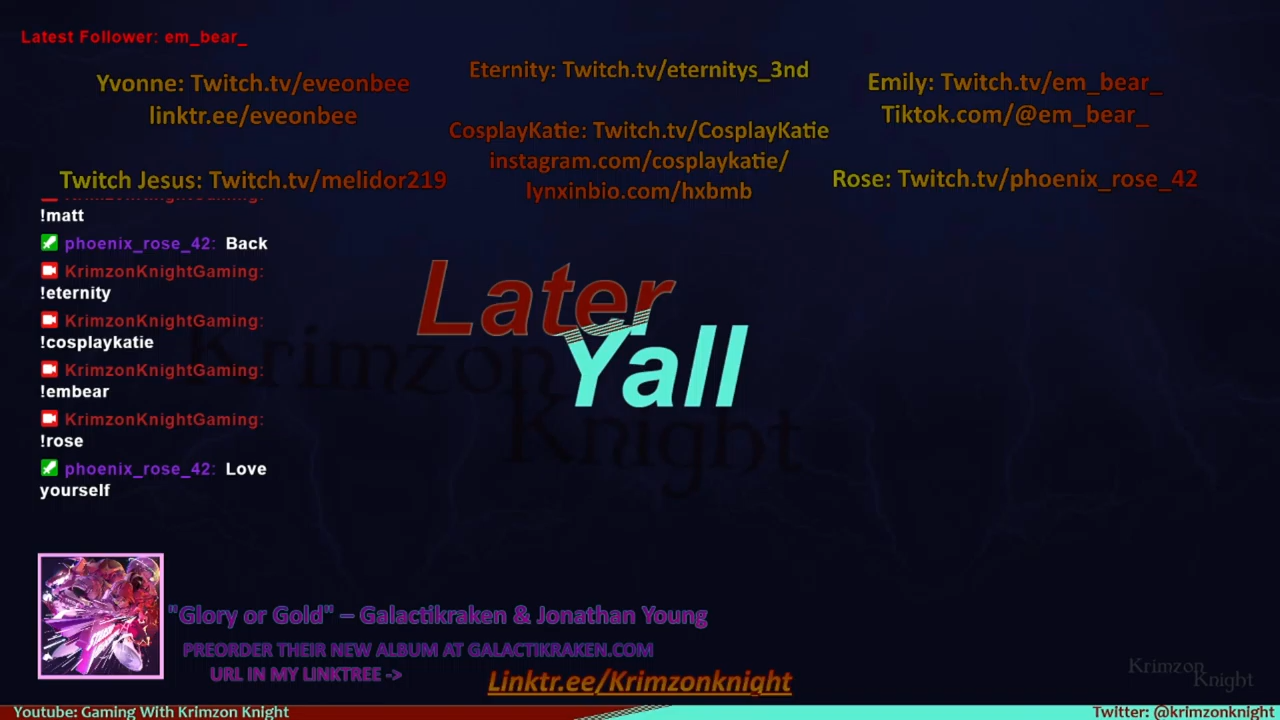 Latest Follower: em_bear_
Yvonne: Twitch.tv/eveonbee
linktr.ee/eveonbee
Eternity: Twitch.tv/eternitys_3nd
CosplayKatie: Twitch.tv/CosplayKatie
instagram.com/cosplaykatie/
lynxinbio.com/hxbmb
Emily: Twitch.tv/em_bear_
Tiktok.com/@em_bear_
Twitch Jesus: Twitch.tv/melidor219
Rose: Twitch.tv/phoenix_rose_42
KrimzonKnightGaming:
!matt
phoenix_rose_42: Back
KrimzonKnightGaming:
!eternity
KrimzonKnightGaming:
!cosplaykatie
KrimzonKnightGaming:
!embear
KrimzonKnightGaming:
!rose
phoenix_rose_42: Love
yourself
Later
Yall
Krimzon
Knight
"Glory or Gold" – Galactikraken & Jonathan Young
PREORDER THEIR NEW ALBUM AT GALACTIKRAKEN.COM
URL IN MY LINKTREE ->
Linktr.ee/Krimzonknight
Krimzon
Knight
Youtube: Gaming With Krimzon Knight
Twitter: @krimzonknight